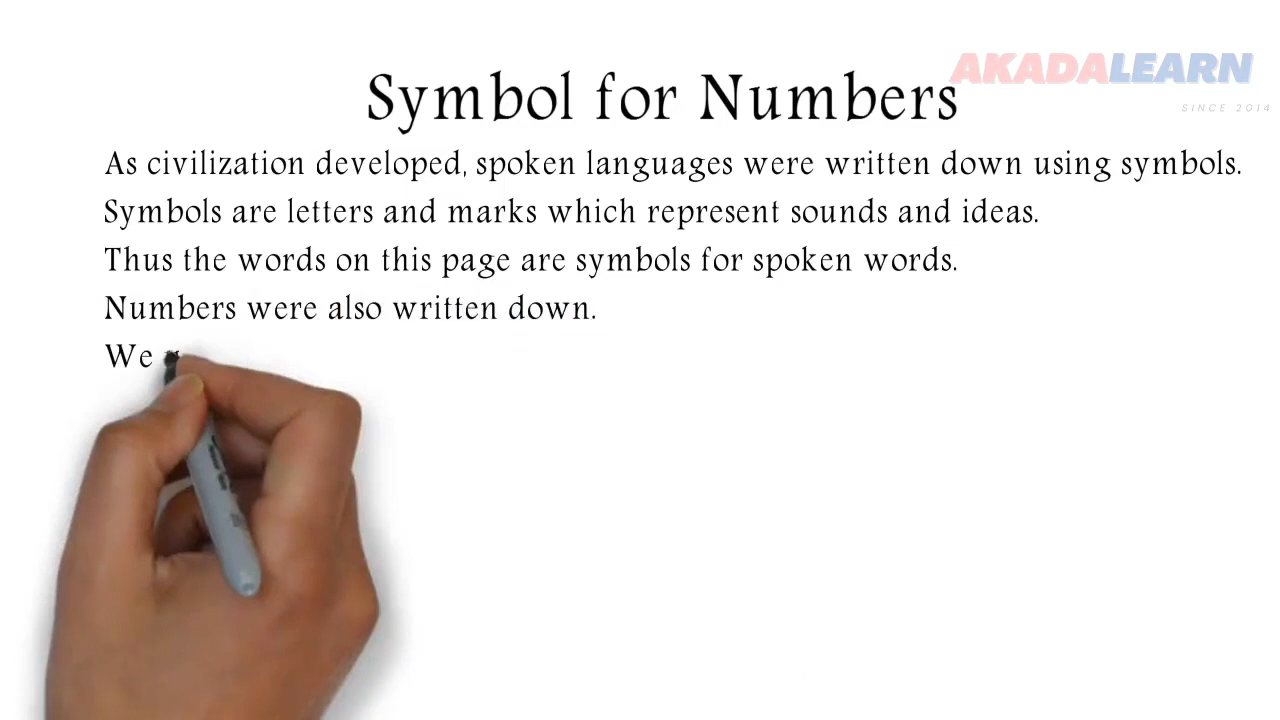 AKADALEARN
SINCE 2014
Symbol for Numbers
As civilization developed, spoken languages were written down using symbols.
Symbols are letters and marks which represent sounds and ideas.
Thus the words on this page are symbols for spoken words.
Numbers were also written down.
We